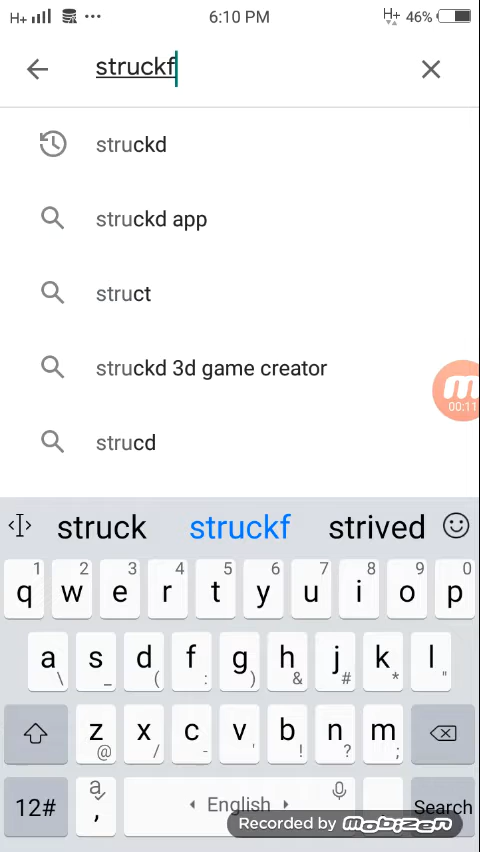 H+ 6:10 PM H+ 46%
struckf
struckd
struckd app
struct
struckd 3d game creator
strucd
00:11
struck struckf strived
1 2 3 4 5 6 7 8 9 0
q w e r t y u i o p
a s d f g h j k l
\ _ ( : ) & # * "
z x c v b n m
@ / - ' ! ? ;
12# a , English Search
Recorded by mobizen